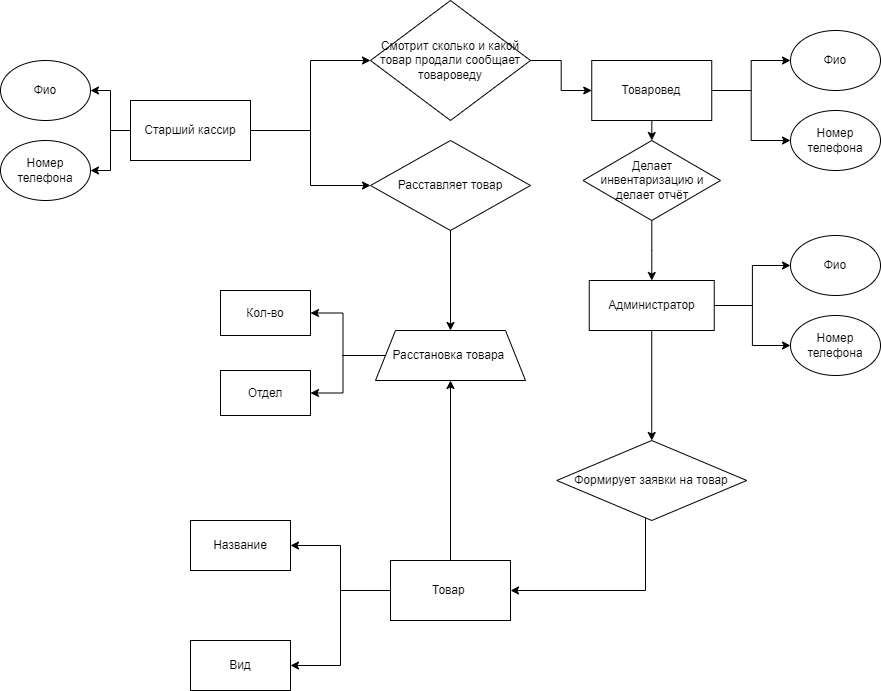 Смотрит сколько и какой
товар продали сообщает
товароведу
Фио
Номер
телефона
Старший кассир
Расставляет товар
Товаровед
Фио
Номер
телефона
Делает
инвентаризацию и
делает отчёт
Фио
Администратор
Номер
телефона
Кол-во
Отдел
Расстановка товара
Формирует заявки на товар
Название
Товар
Вид